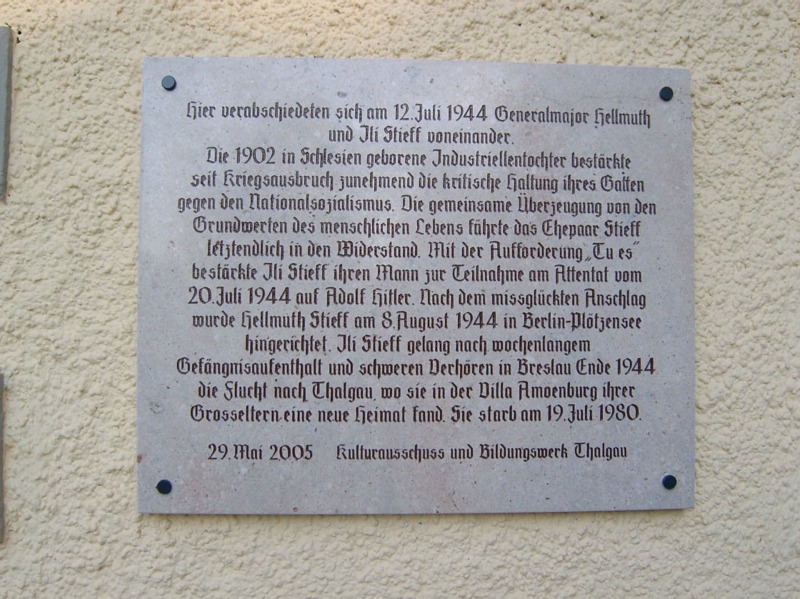 Hier verabschiedeten sich am 12.Juli 1944 Generalmajor Hellmuth
und Ili Stieff voneinander.
Die 1902 in Schlesien geborene Industriellentochter bestärkte
seit Kriegsausbruch zunehmend die kritische Haltung ihres Gatten
gegen den Nationalsozialismus. Die gemeinsame Überzeugung von den
Grundwerten des menschlichen Lebens führte das Ehepaar Stieff
letztendlich in den Widerstand. Mit der Aufforderung „Tu es“
bestärkte Ili Stieff ihren Mann zur Teilnahme am Attentat vom
20.Juli 1944 auf Adolf Hitler. Nach dem missglückten Anschlag
wurde Hellmuth Stieff am 8.August 1944 in Berlin-Plötzensee
hingerichtet. Ili Stieff gelang nach wochenlangem
Gefängnisaufenthalt und schweren Verhören in Breslau Ende 1944
die Flucht nach Thalgau, wo sie in der Villa Amoenburg ihrer
Grosseltern eine neue Heimat fand. Sie starb am 19.Juli 1980.
29.Mai 2005 Kulturausschuss und Bildungswerk Thalgau